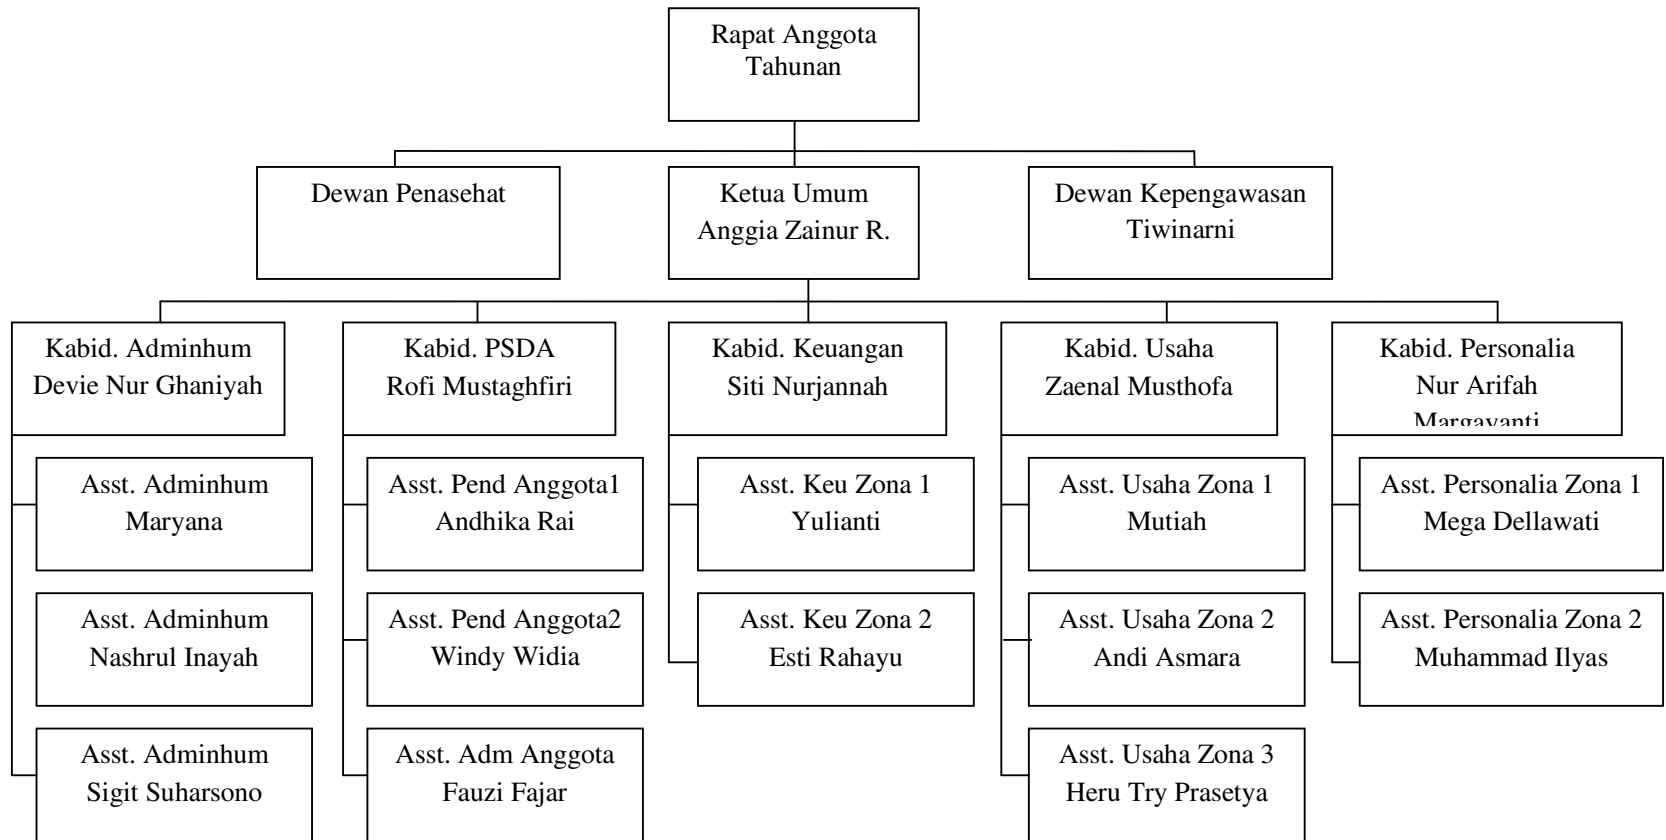 Rapat Anggota
Tahunan
Dewan Penasehat
Ketua Umum
Anggia Zainur R.
Dewan Kepengawasan
Tiwinarni
Kabid. Adminhum
Devie Nur Ghaniyah
Kabid. PSDA
Rofi Mustaghfiri
Kabid. Keuangan
Siti Nurjannah
Kabid. Usaha
Zaenal Musthofa
Kabid. Personalia
Nur Arifah
Margayanti
Asst. Adminhum
Maryana
Asst. Pend Anggota1
Andhika Rai
Asst. Keu Zona 1
Yulianti
Asst. Usaha Zona 1
Mutiah
Asst. Personalia Zona 1
Mega Dellawati
Asst. Adminhum
Nashrul Inayah
Asst. Pend Anggota2
Windy Widia
Asst. Keu Zona 2
Esti Rahayu
Asst. Usaha Zona 2
Andi Asmara
Asst. Personalia Zona 2
Muhammad Ilyas
Asst. Adminhum
Sigit Suharsono
Asst. Adm Anggota
Fauzi Fajar
Asst. Usaha Zona 3
Heru Try Prasetya